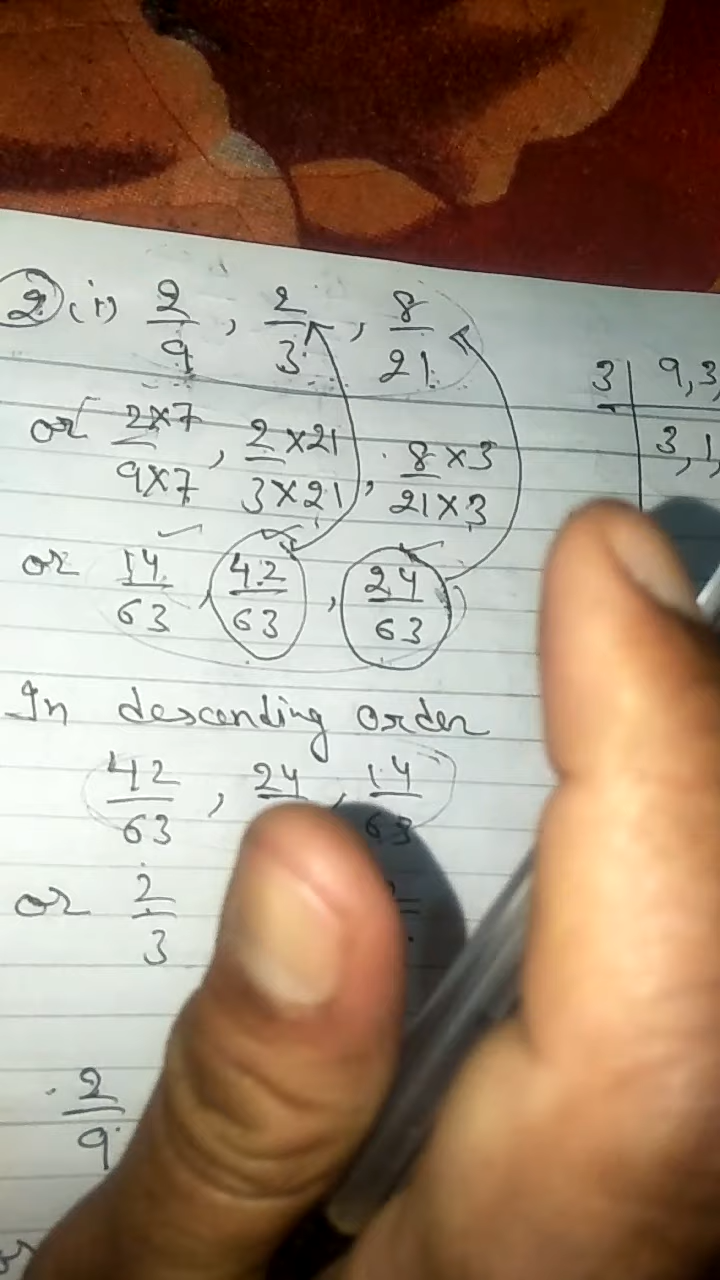 2 (i) 2/9, 2/3, 8/21
or 2×7/9×7, 2×21/3×21, 8×3/21×3
or 14/63, 42/63, 24/63
In descending order
42/63, 24, 14/63
or 2/3
2/9
3 | 9, 3,
3, 1,